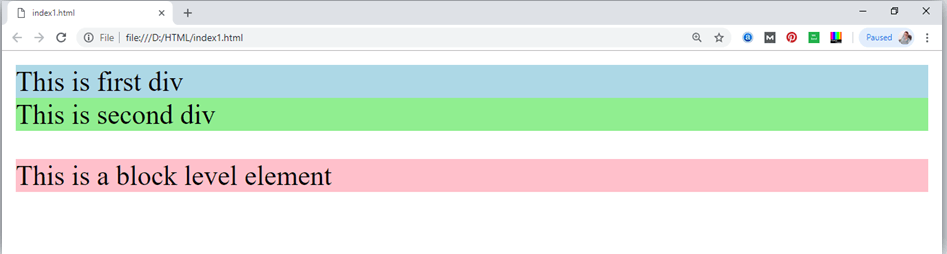 index1.html
File file:///D:/HTML/index1.html Paused
This is first div
This is second div
This is a block level element